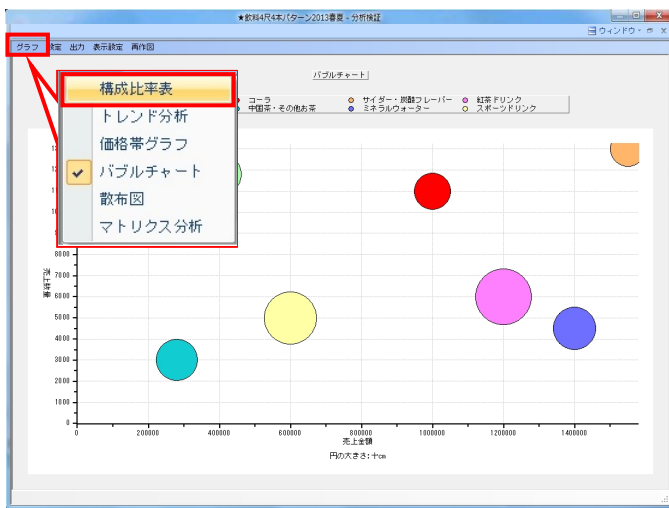 ★飲料4尺4本パターン2013春夏 - 分析検証
ウィンドウ
グラフ 設定 出力 表示設定 再作図
バブルチャート
コーラ サイダー・炭酸フレーバー 紅茶ドリンク
中国茶・その他お茶 ミネラルウォーター スポーツドリンク
構成比率表
トレンド分析
価格帯グラフ
バブルチャート
散布図
マトリクス分析
8000
7000
売上数量
6000
5000
4000
3000
2000
1000
0
0 200000 400000 600000 800000 1000000 1200000 1400000
売上金額
円の大きさ:十cm